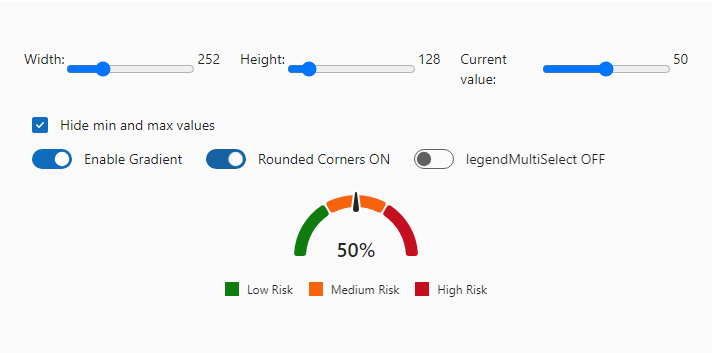 Width: 252 Height: 128 Current value: 50
Hide min and max values
Enable Gradient Rounded Corners ON legendMultiSelect OFF
50%
Low Risk Medium Risk High Risk